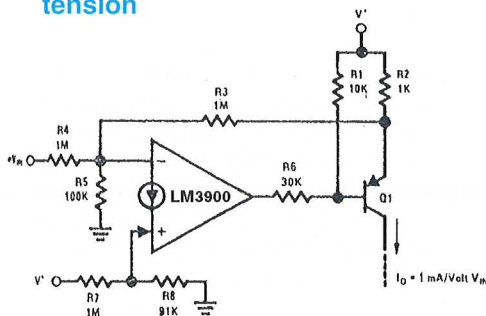 tension
V+
R3
1M
R1
10K
R2
1K
R4
1M
+VIN
R5
100K
−
LM3900
+
R6
30K
Q1
IO = 1 mA/Volt VIN
V+
R7
1M
R8
91K